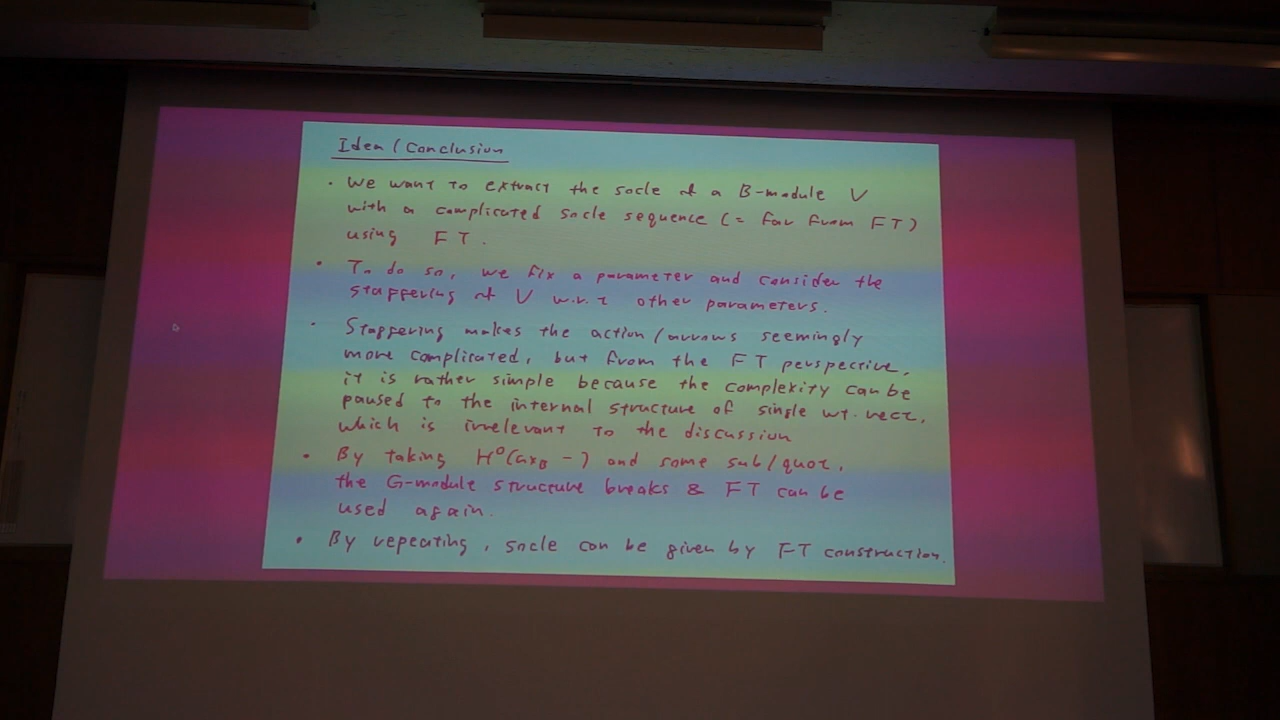 Idea / Conclusion
• We want to extract the socle of a B-module V
with a complicated socle sequence (= far from FT)
using FT.
• To do so, we fix a parameter and consider the
staggering of V w.r.t other parameters.
• Staggering makes the action / arrows seemingly
more complicated, but from the FT perspective,
it is rather simple because the complexity can be
paused to the internal structure of single wt. vect,
which is irrelevant to the discussion
• By taking H⁰(G×_B -) and some sub/quot,
the G-module structure breaks & FT can be
used again.
• By repeating, socle can be given by FT construction.